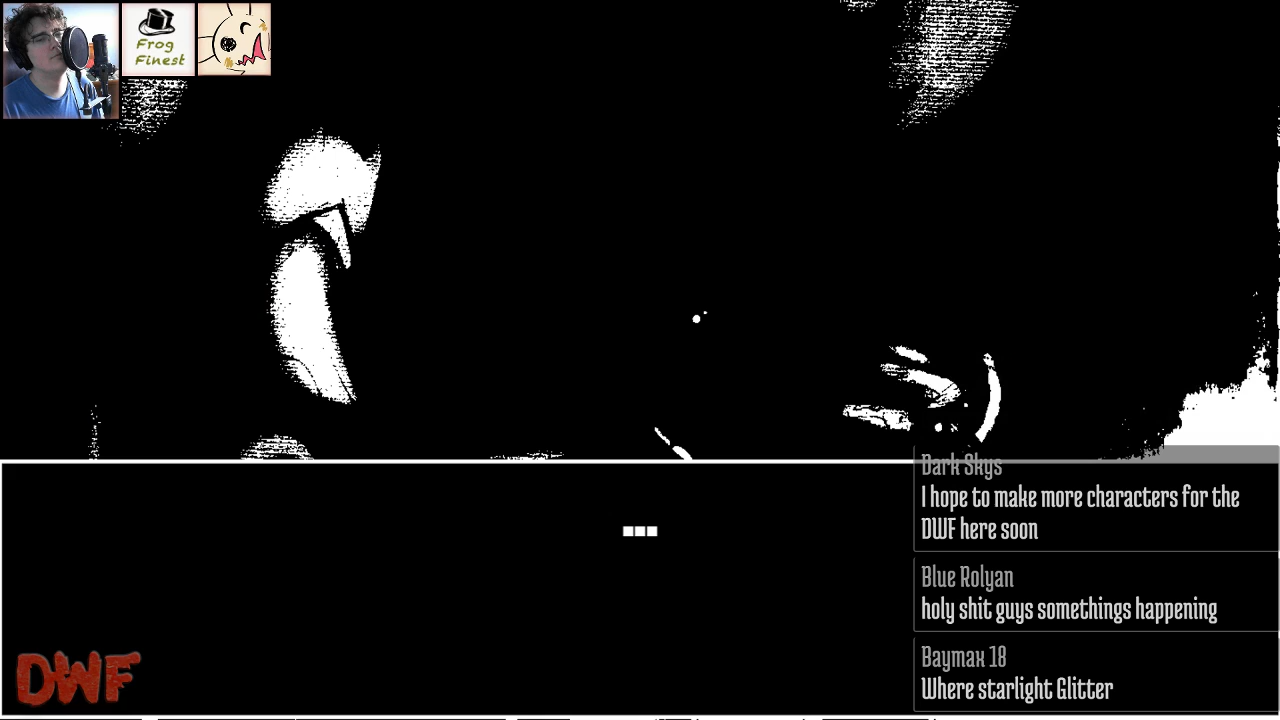 Frog
Finest
...
Dark Skys
I hope to make more characters for the
DWF here soon
Blue Rolyan
holy shit guys somethings happening
Baymax 18
Where starlight Glitter
DWF